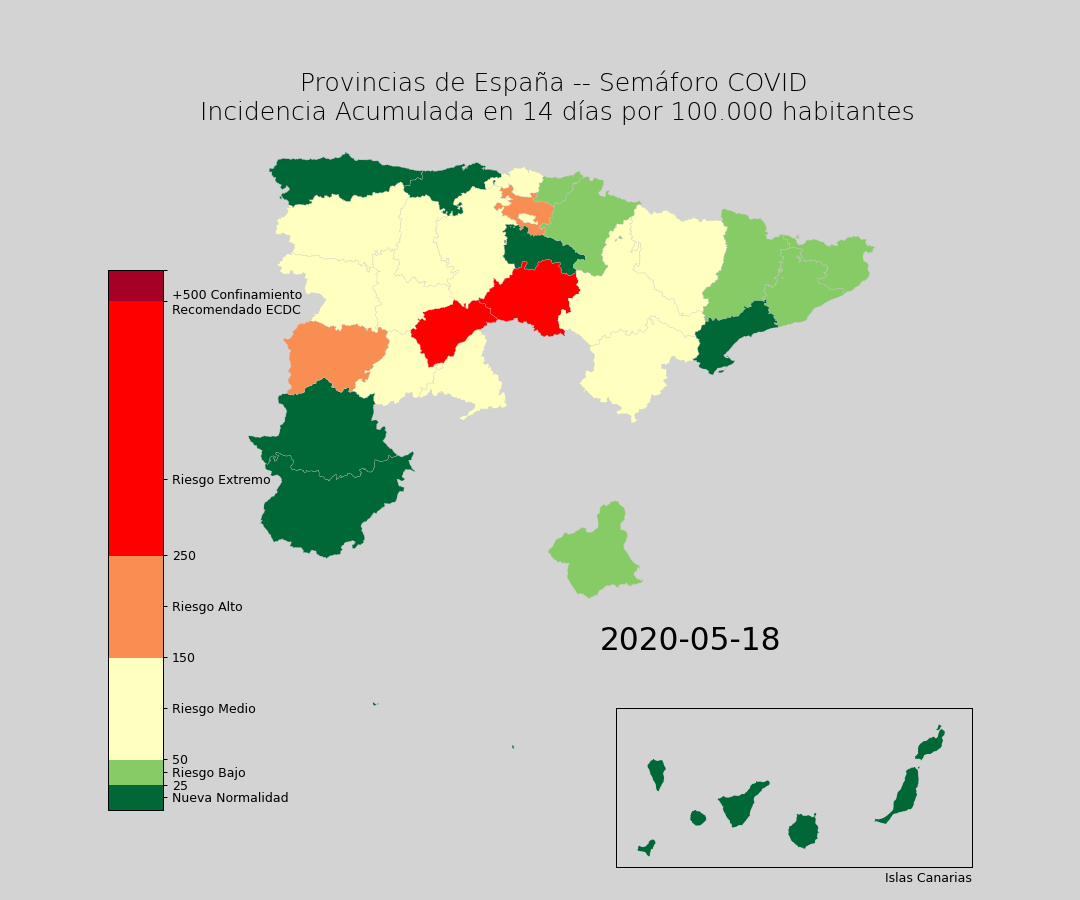 Provincias de España -- Semáforo COVID
Incidencia Acumulada en 14 días por 100.000 habitantes
+500 Confinamiento
Recomendado ECDC
Riesgo Extremo
250
Riesgo Alto
150
Riesgo Medio
50
Riesgo Bajo
25
Nueva Normalidad
2020-05-18
Islas Canarias